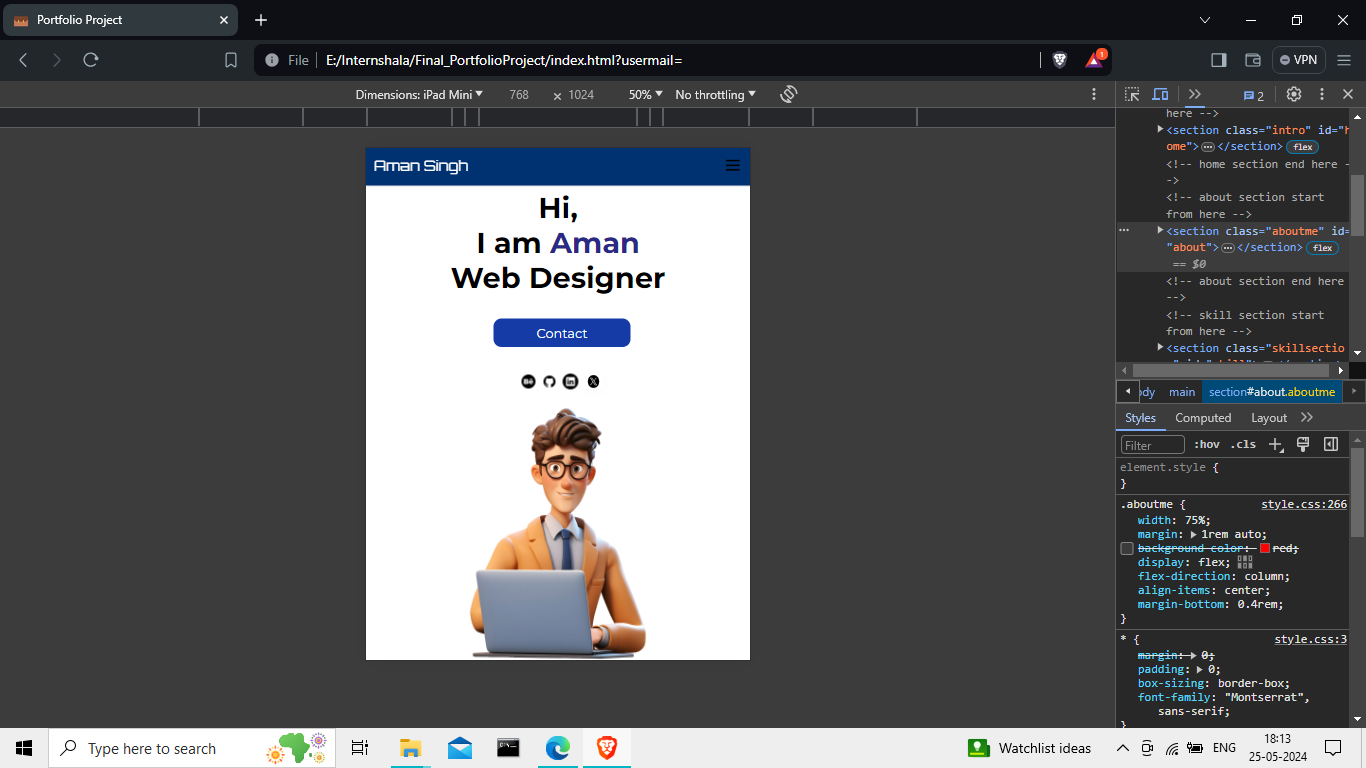 Portfolio Project
File
E:/Internshala/Final_PortfolioProject/index.html?usermail=
1
VPN
Dimensions: iPad Mini
768
×
1024
50%
No throttling
2
Aman Singh
Hi,
I am Aman
Web Designer
Contact
here -->
<section class="intro" id="h
ome">…</section> flex
<!-- home section end here -
->
<!-- about section start
from here -->
<section class="aboutme" id=
"about">…</section> flex
== $0
<!-- about section end here
-->
<!-- skill section start
from here -->
<section class="skillsectio
ody main section#about.aboutme
Styles Computed Layout
Filter :hov .cls
element.style {
}
.aboutme { style.css:266
width: 75%;
margin: 1rem auto;
background-color: red;
display: flex;
flex-direction: column;
align-items: center;
margin-bottom: 0.4rem;
}
* { style.css:3
margin: 0;
padding: 0;
box-sizing: border-box;
font-family: "Montserrat",
sans-serif;
}
Type here to search
Watchlist ideas
ENG
18:13
25-05-2024